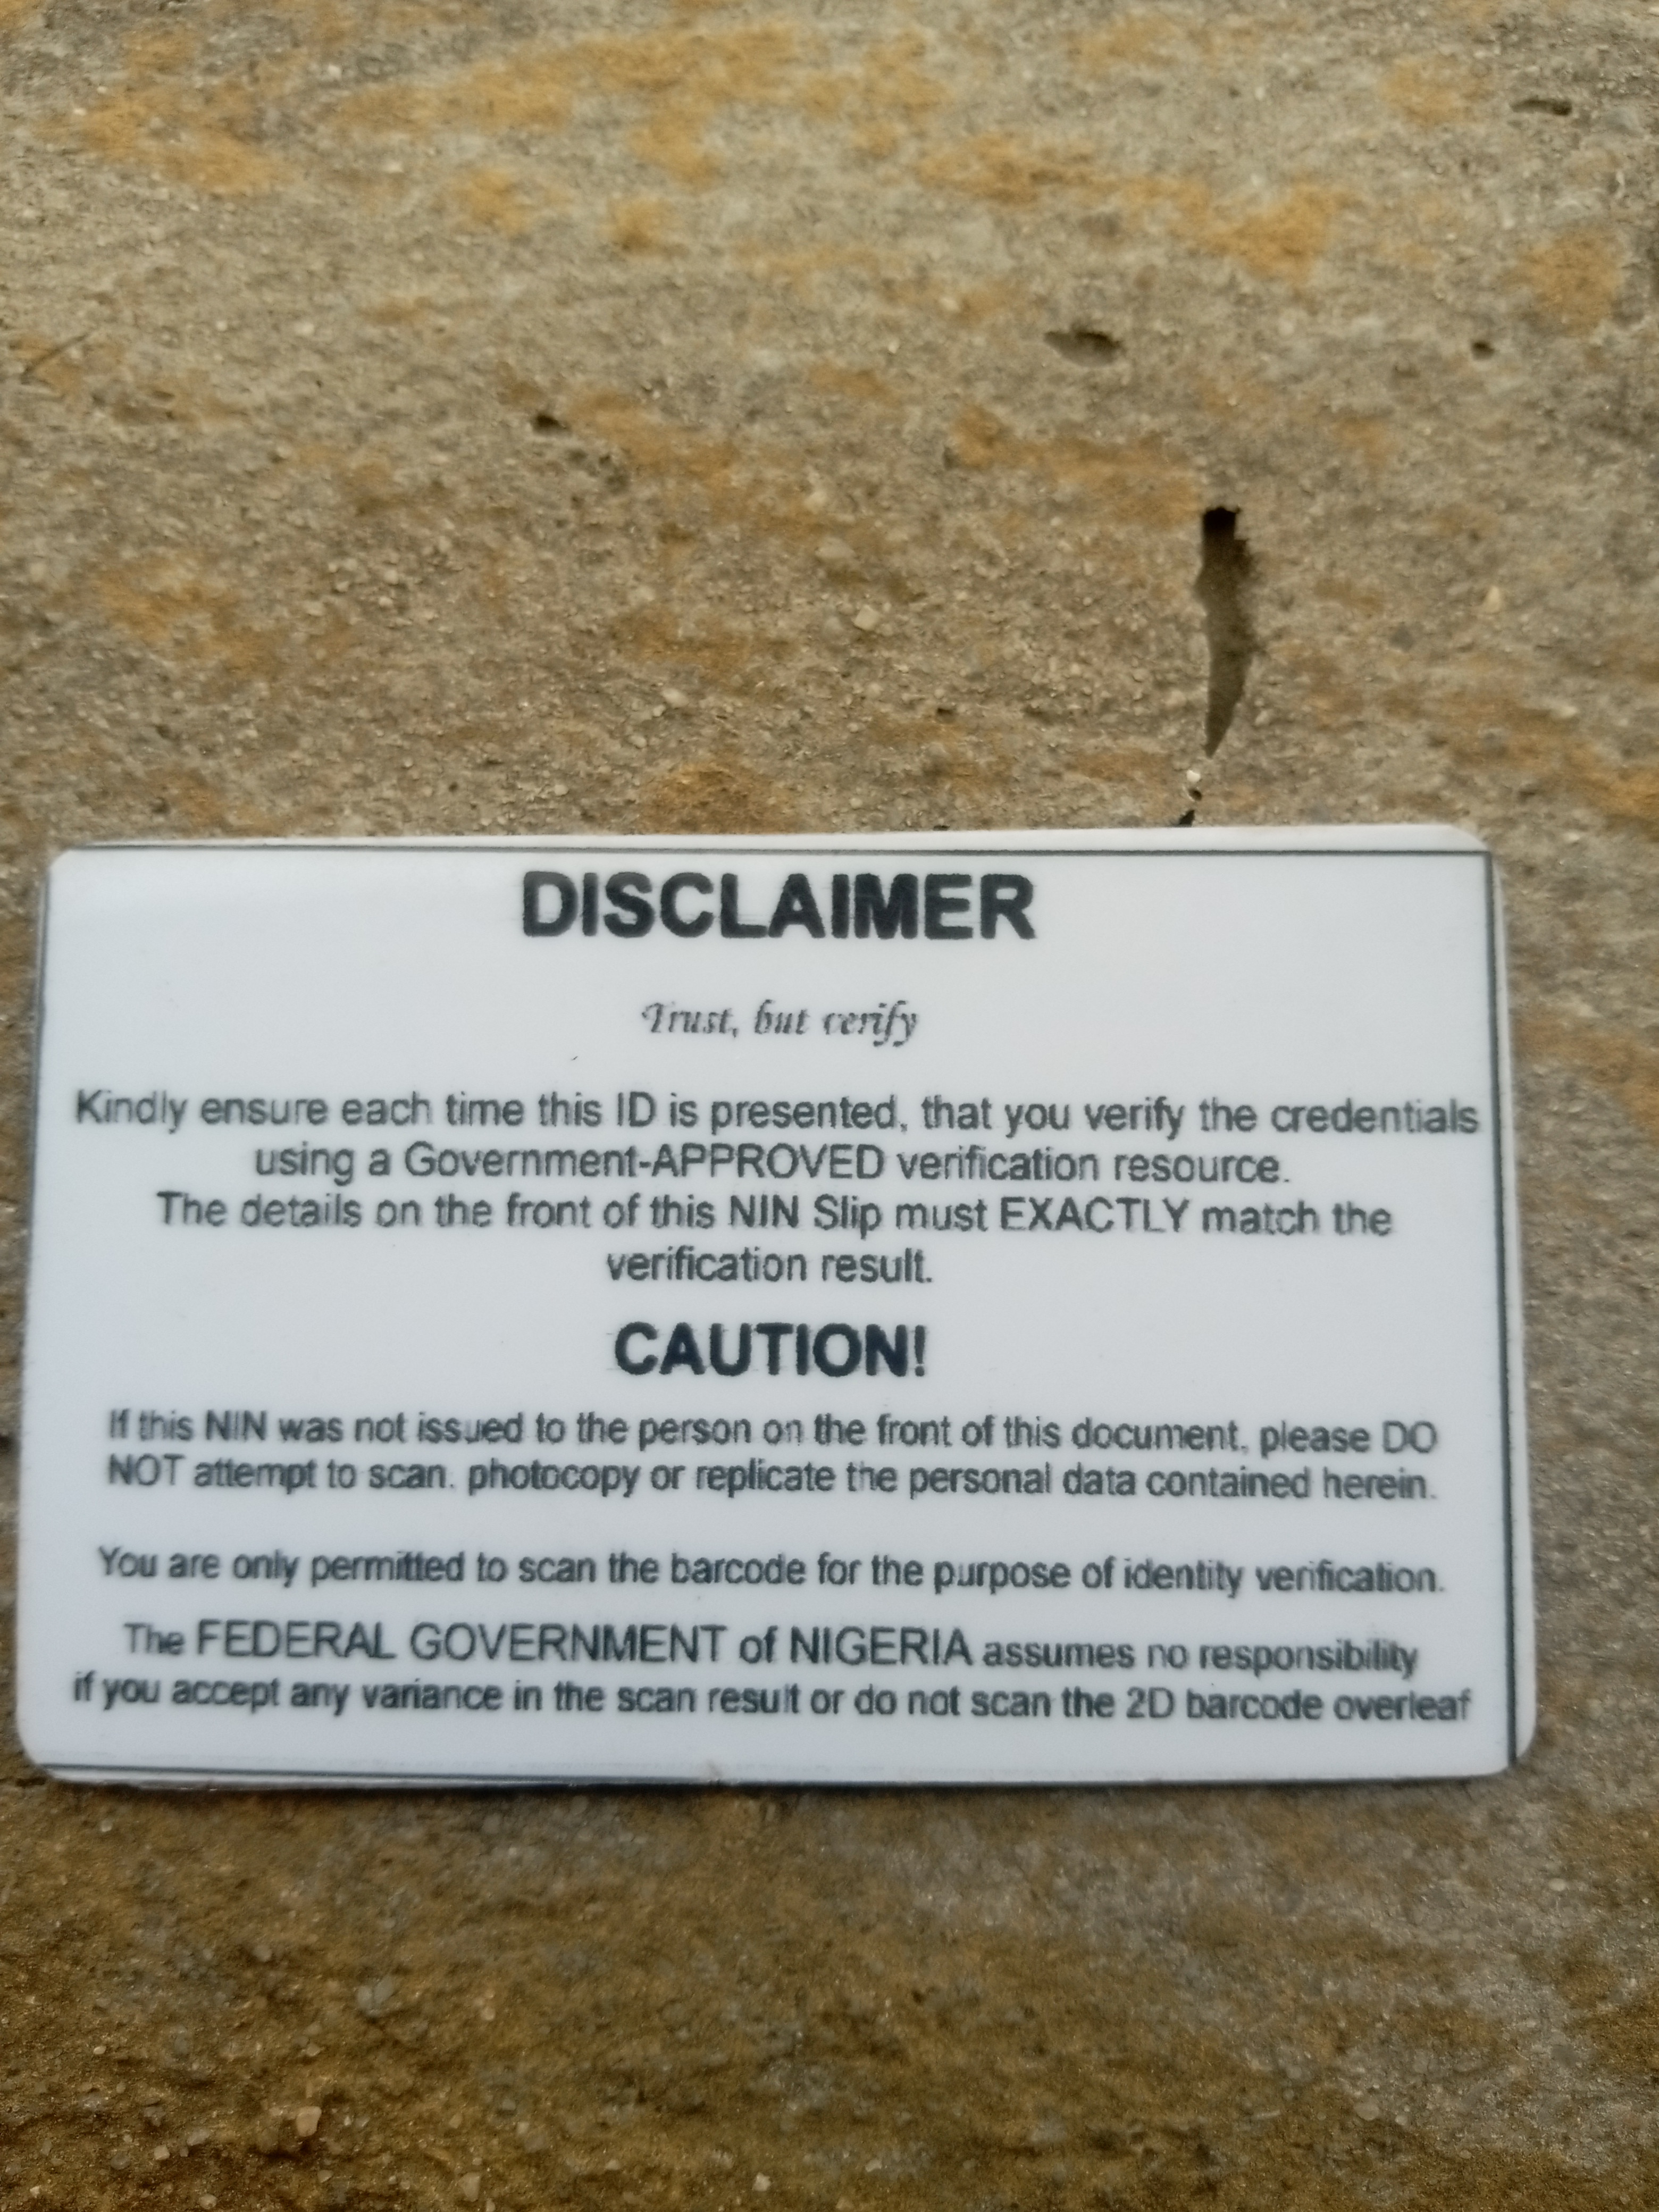 DISCLAIMER
Trust, but verify
Kindly ensure each time this ID is presented, that you verify the credentials
using a Government-APPROVED verification resource.
The details on the front of this NIN Slip must EXACTLY match the
verification result.
CAUTION!
If this NIN was not issued to the person on the front of this document, please DO
NOT attempt to scan, photocopy or replicate the personal data contained herein.
You are only permitted to scan the barcode for the purpose of identity verification.
The FEDERAL GOVERNMENT of NIGERIA assumes no responsibility
if you accept any variance in the scan result or do not scan the 2D barcode overleaf